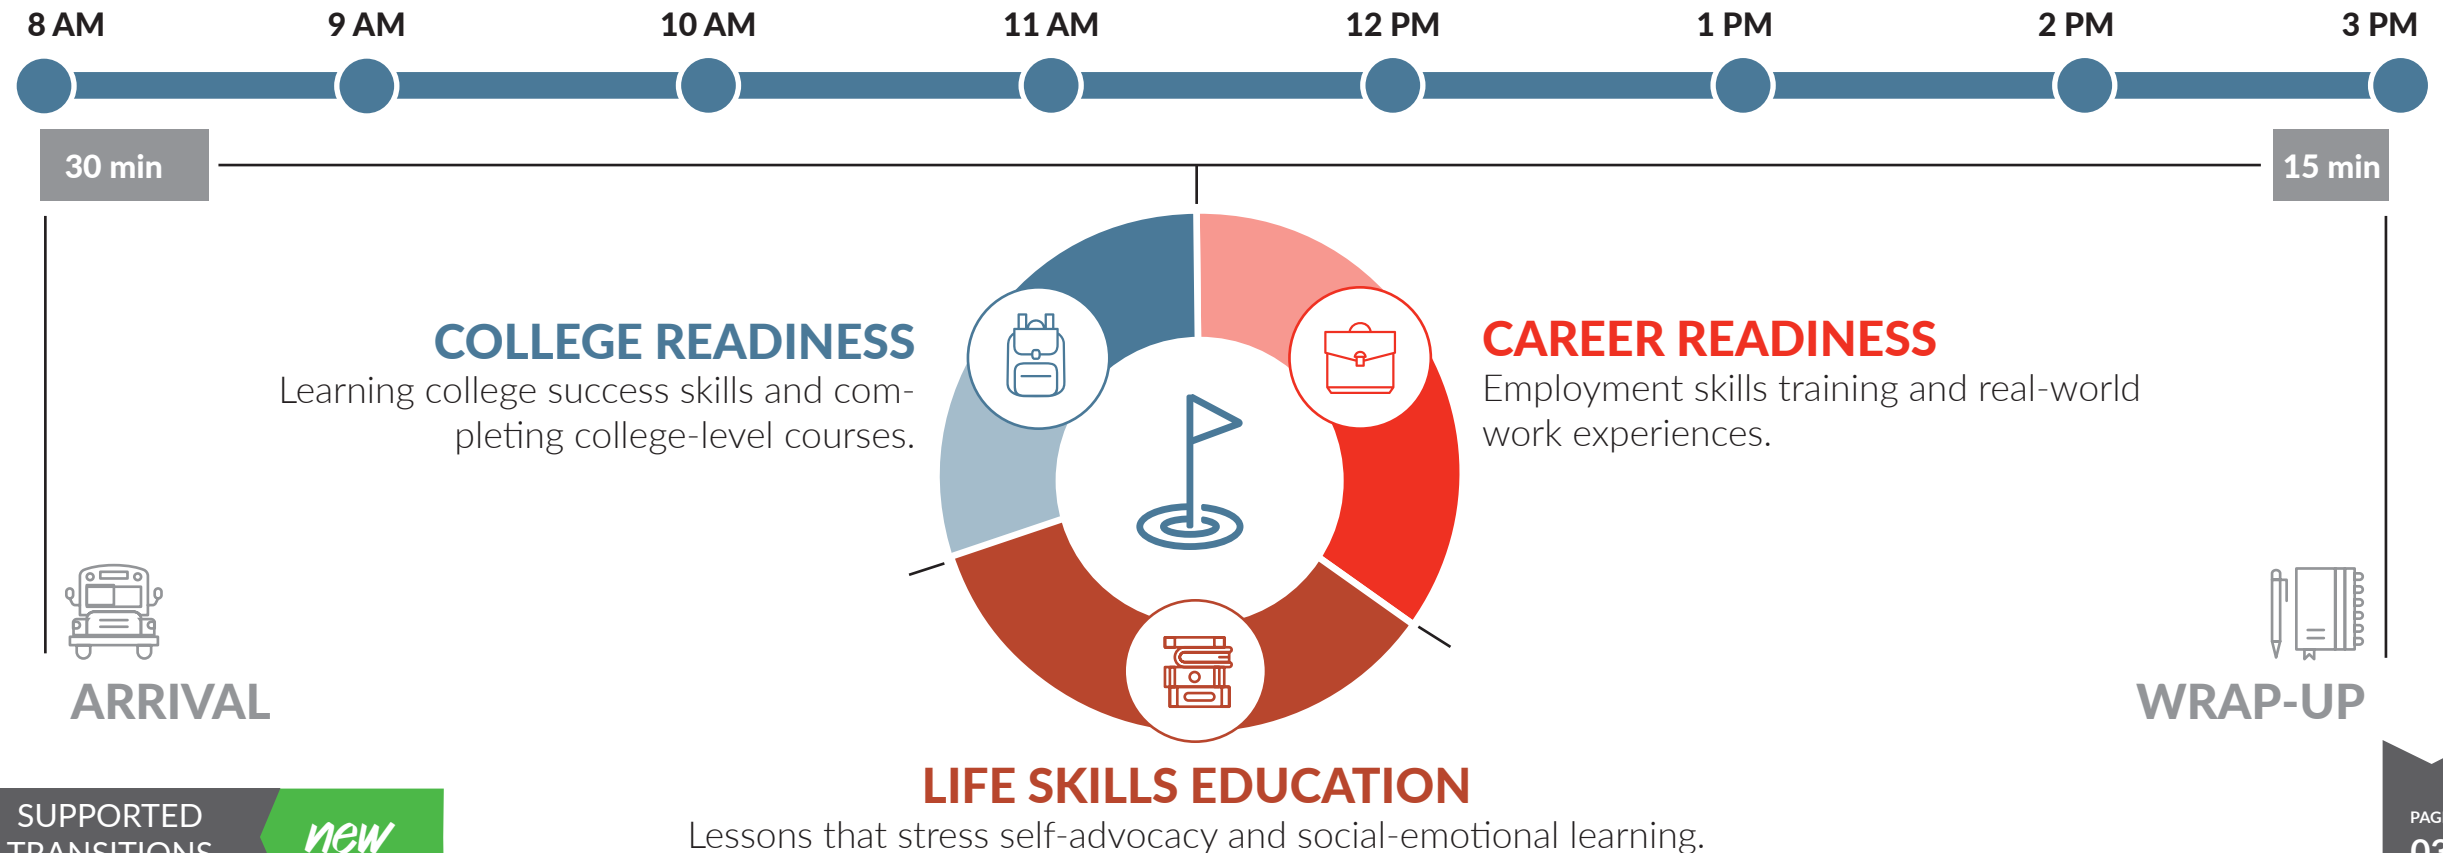 8 AM 9 AM 10 AM 11 AM 12 PM 1 PM 2 PM 3 PM
30 min
15 min
COLLEGE READINESS
Learning college success skills and com-
pleting college-level courses.
CAREER READINESS
Employment skills training and real-world
work experiences.
ARRIVAL
WRAP-UP
LIFE SKILLS EDUCATION
Lessons that stress self-advocacy and social-emotional learning.
SUPPORTED
TRANSITIONS
new
PAG
03